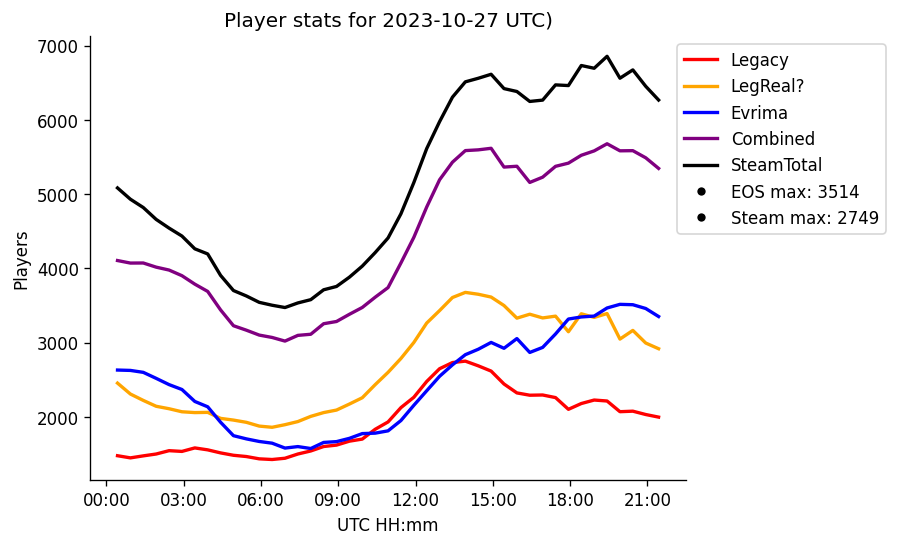 Player stats for 2023-10-27 UTC)
7000
6000
5000
4000
3000
2000
Players
00:00 03:00 06:00 09:00 12:00 15:00 18:00 21:00
UTC HH:mm
Legacy
LegReal?
Evrima
Combined
SteamTotal
EOS max: 3514
Steam max: 2749